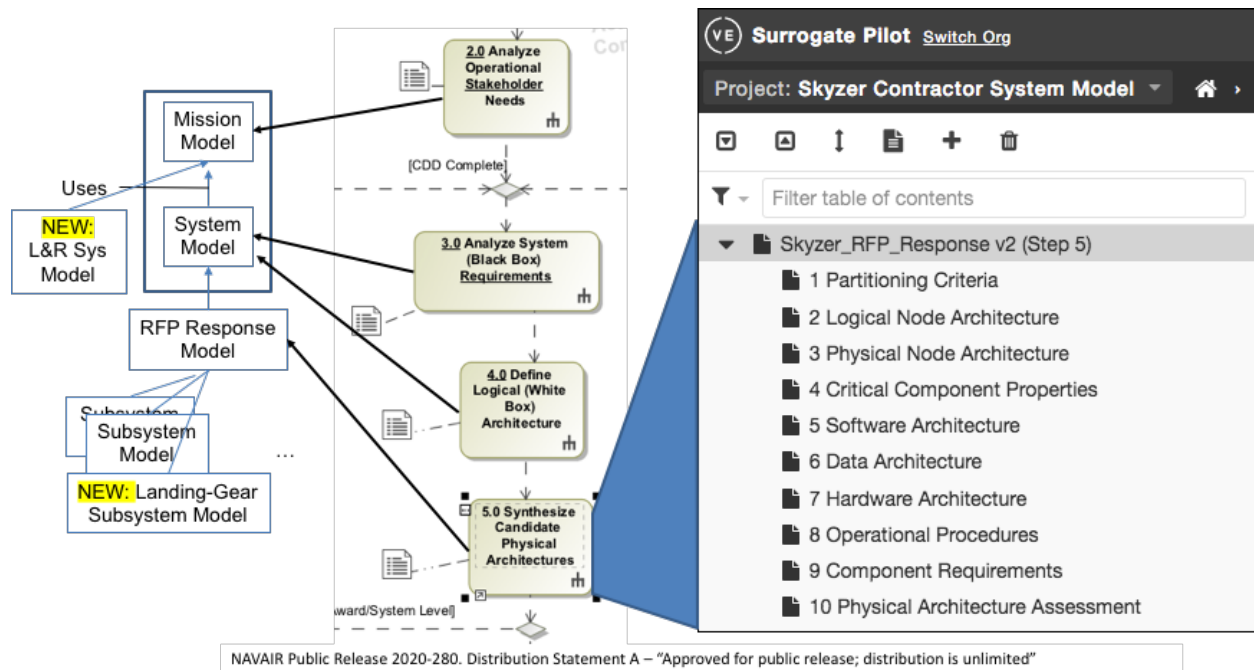 Mission
Model
Uses
NEW:
L&R Sys
Model
System
Model
RFP Response
Model
Subsystem
Subsystem
Model
...
NEW: Landing-Gear
Subsystem Model
2.0 Analyze
Operational
Stakeholder
Needs
[CDD Complete]
3.0 Analyze System
(Black Box)
Requirements
4.0 Define
Logical (White
Box)
Architecture
5.0 Synthesize
Candidate
Physical
Architectures
ward/System Level]
VE
Surrogate Pilot Switch Org
Project: Skyzer Contractor System Model
Filter table of contents
Skyzer_RFP_Response v2 (Step 5)
1 Partitioning Criteria
2 Logical Node Architecture
3 Physical Node Architecture
4 Critical Component Properties
5 Software Architecture
6 Data Architecture
7 Hardware Architecture
8 Operational Procedures
9 Component Requirements
10 Physical Architecture Assessment
NAVAIR Public Release 2020-280. Distribution Statement A – “Approved for public release; distribution is unlimited”